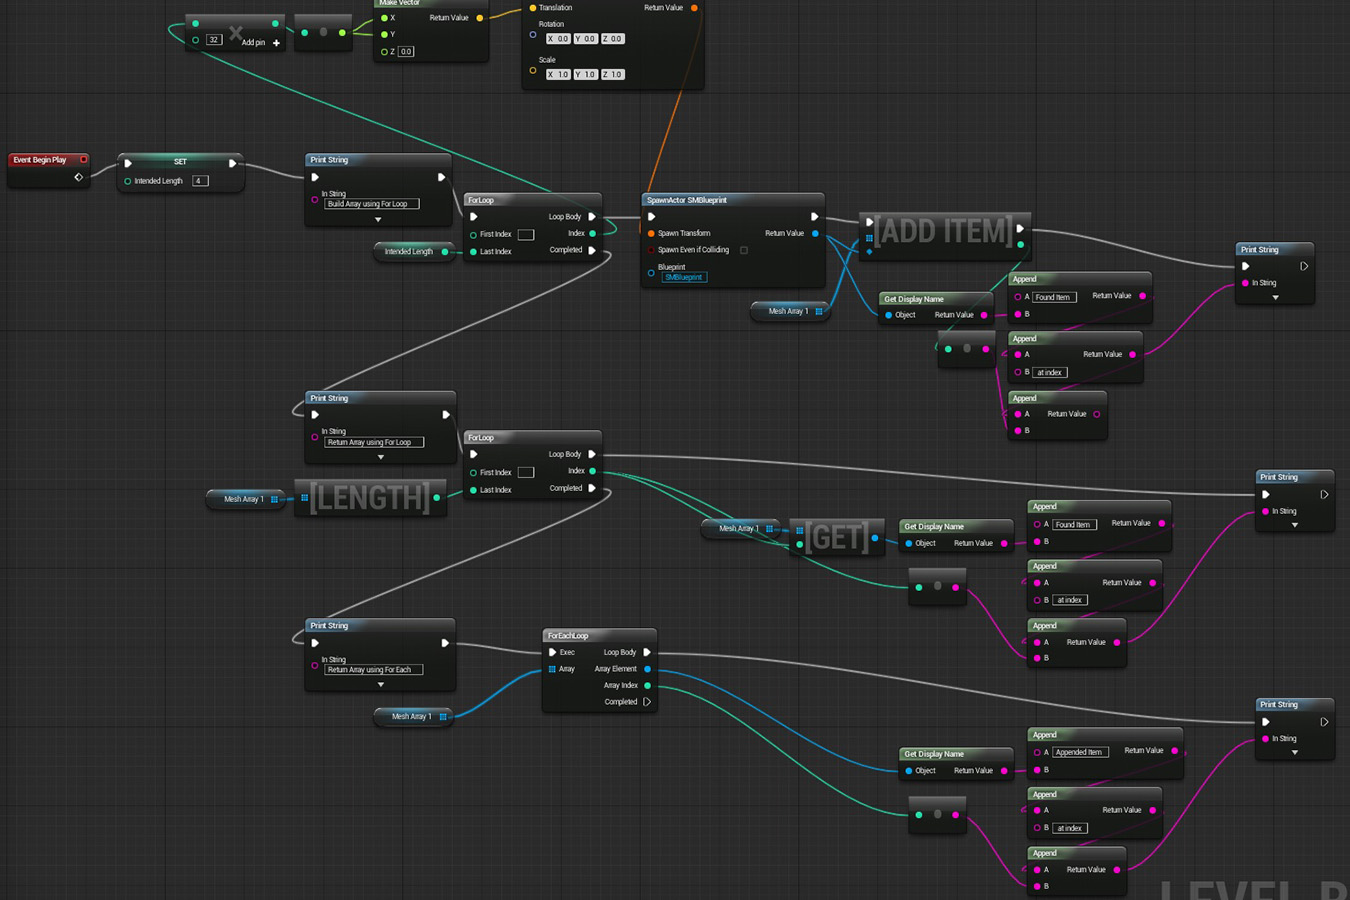 Make Vector
X Return Value
Y
Z 0.0
32
Add pin +
Translation Return Value
Rotation
X 0.0 Y 0.0 Z 0.0
Scale
X 1.0 Y 1.0 Z 1.0
Event Begin Play
SET
Intended Length 4
Print String
In String
Build Array using For Loop
ForLoop
Loop Body
First Index Index
Last Index Completed
Intended Length
SpawnActor SMBlueprint
Spawn Transform Return Value
Spawn Even if Colliding
Blueprint
SMBlueprint
[ADD ITEM]
Mesh Array 1
Get Display Name
Object Return Value
Append
A Found Item Return Value
B
Append
A Return Value
B at index
Append
A Return Value
B
Print String
In String
Print String
In String
Return Array using For Loop
ForLoop
Loop Body
First Index Index
Last Index Completed
Mesh Array 1
[LENGTH]
Mesh Array 1
[GET]
Get Display Name
Object Return Value
Append
A Found Item Return Value
B
Append
A Return Value
B at index
Append
A Return Value
B
Print String
In String
Print String
In String
Return Array using For Each
ForEachLoop
Exec Loop Body
Array Array Element
Array Index
Completed
Mesh Array 1
Get Display Name
Object Return Value
Append
A Appended Item Return Value
B
Append
A Return Value
B at index
Append
A Return Value
B
Print String
In String
LEVEL B